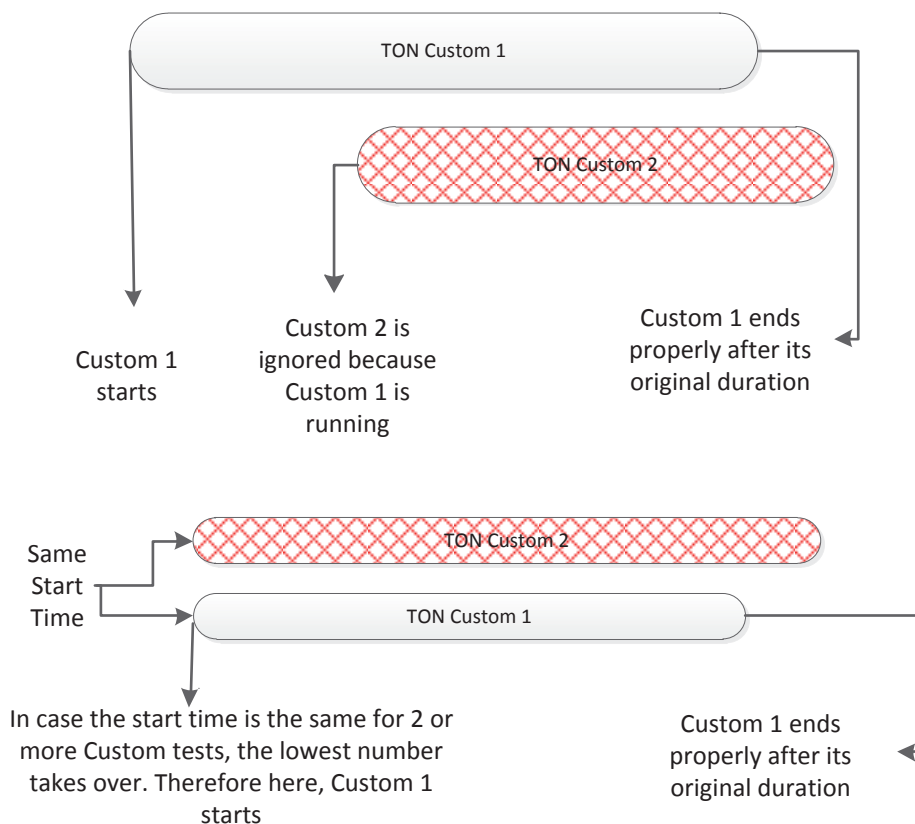 TON Custom 1
TON Custom 2
Custom 1
starts
Custom 2 is
ignored because
Custom 1 is
running
Custom 1 ends
properly after its
original duration
TON Custom 2
Same
Start
Time
TON Custom 1
In case the start time is the same for 2 or
more Custom tests, the lowest number
takes over. Therefore here, Custom 1
starts
Custom 1 ends
properly after its
original duration